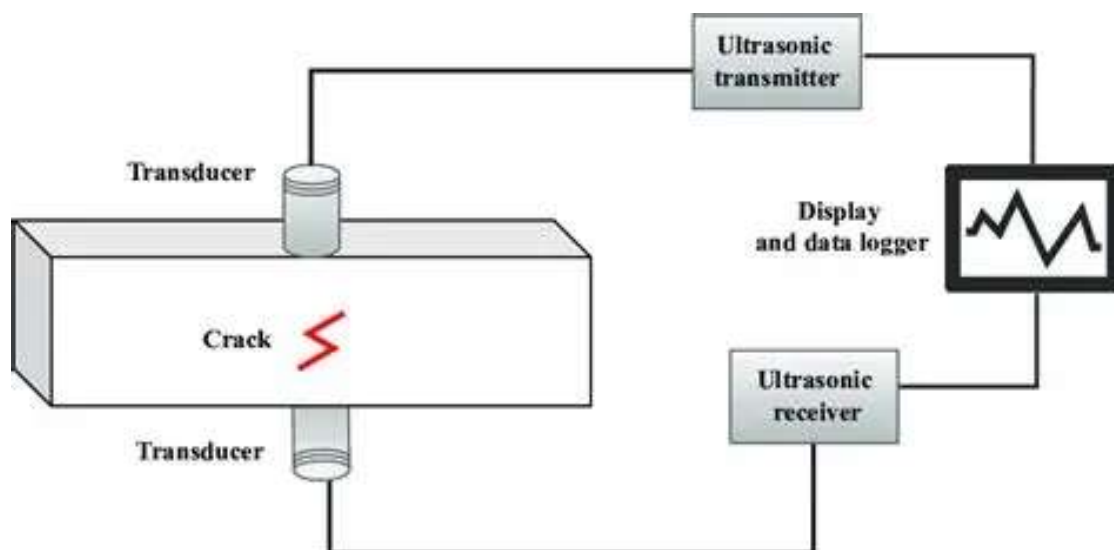 Ultrasonic
transmitter
Transducer
Display
and data logger
Crack
Ultrasonic
receiver
Transducer